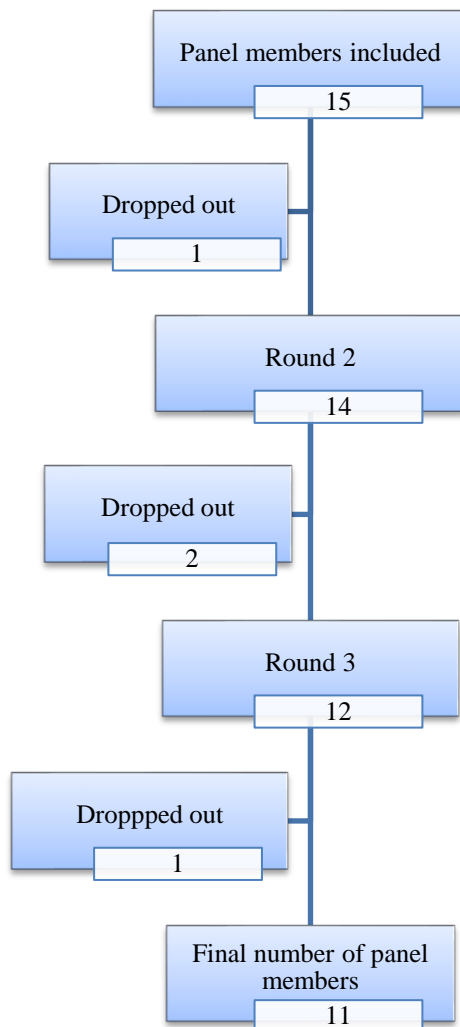 Panel members included
15
Dropped out
1
Round 2
14
Dropped out
2
Round 3
12
Droppped out
1
Final number of panel
members
11